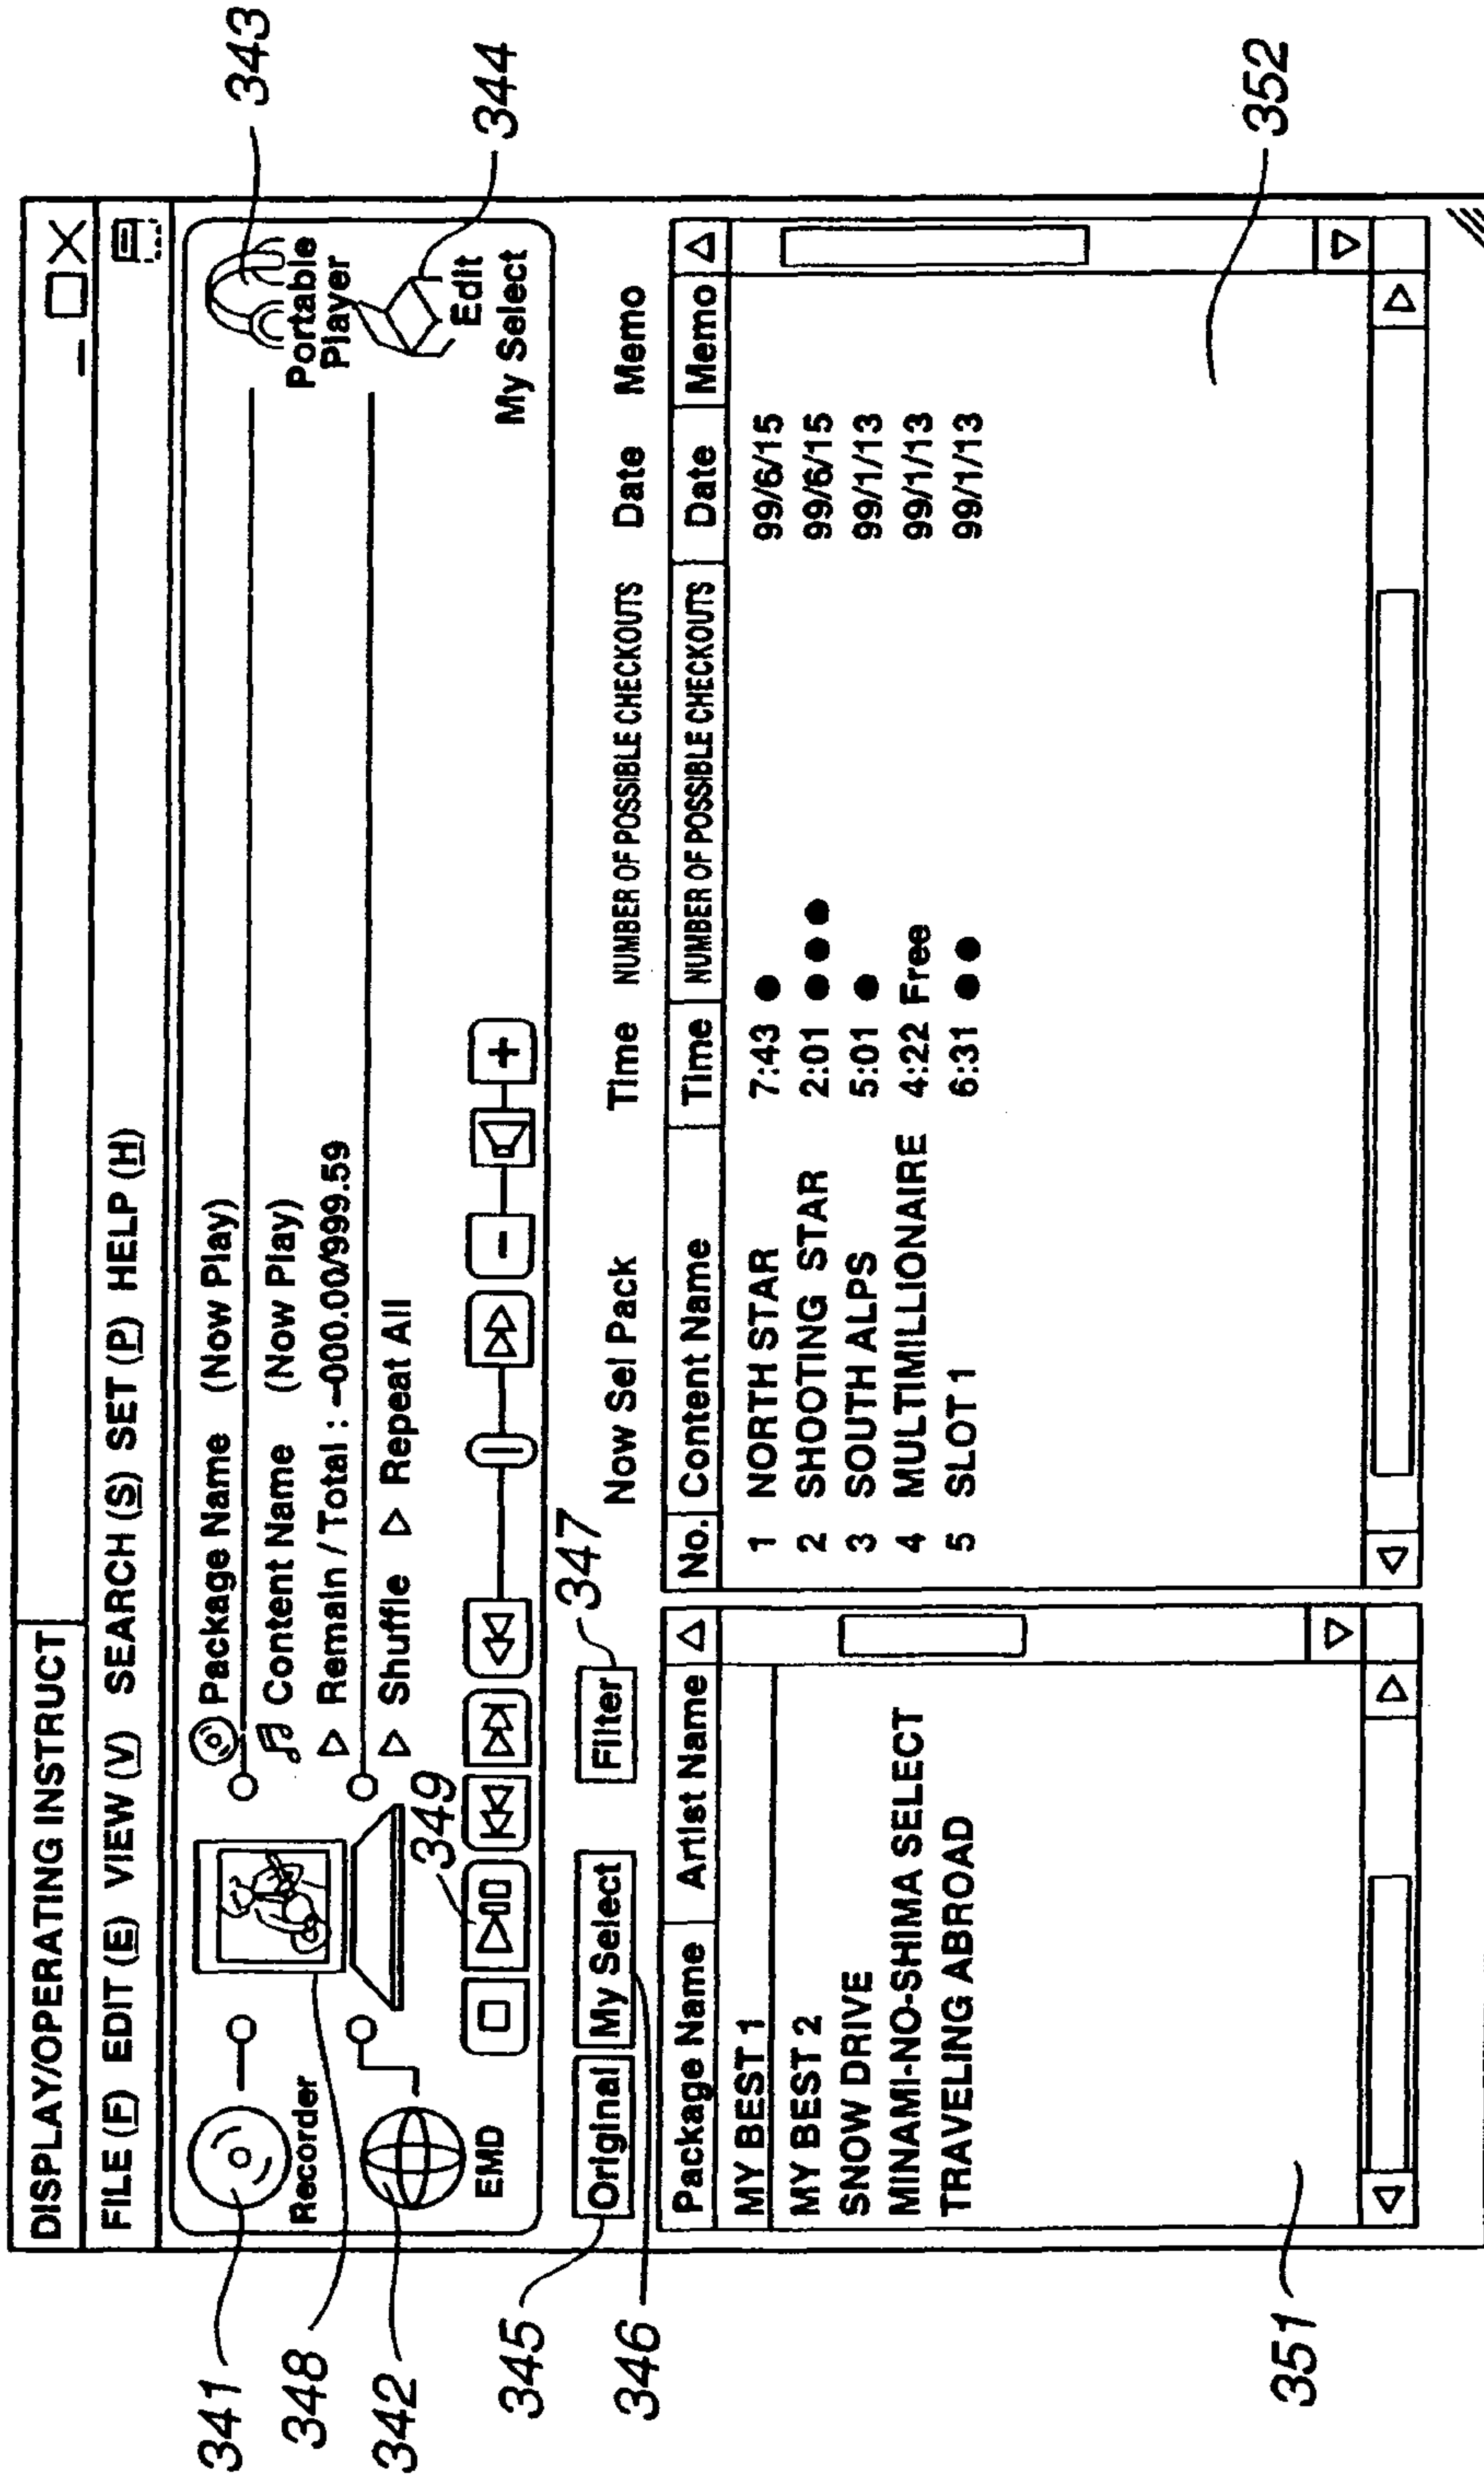 DISPLAY/OPERATING INSTRUCT
FILE (F) EDIT (E) VIEW (V) SEARCH (S) SET (P) HELP (H)
341
Recorder
348
342
EMD
Package Name (Now Play)
Content Name (Now Play)
Remain / Total : -000.00/999.59
Shuffle Repeat All
349
Portable
Player
343
344
Edit
My Select
345
346
Original My Select Filter 347
Now Sel Pack Time NUMBER OF POSSIBLE CHECKOUTS Date Memo
Package Name Artist Name
MY BEST 1
MY BEST 2
SNOW DRIVE
MINAMI-NO-SHIMA SELECT
TRAVELING ABROAD
351
No. Content Name Time NUMBER OF POSSIBLE CHECKOUTS Date Memo
1 NORTH STAR 7:43 ● 99/6/15
2 SHOOTING STAR 2:01 ● ● ● 99/6/15
3 SOUTH ALPS 5:01 ● 99/1/13
4 MULTIMILLIONAIRE 4:22 Free 99/1/13
5 SLOT 1 6:31 ● ● 99/1/13
352